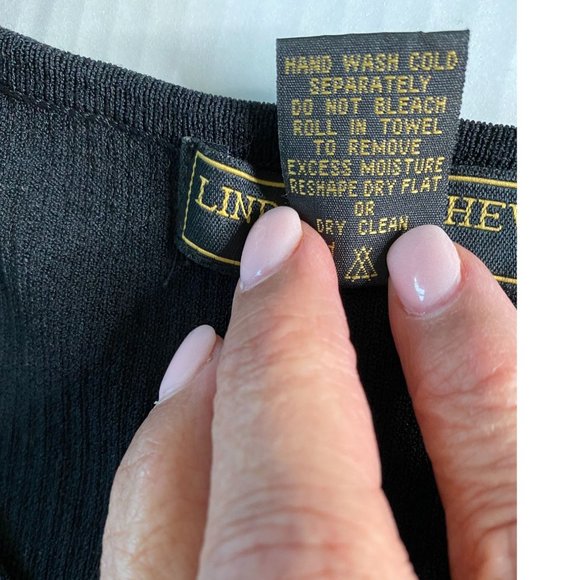 HAND WASH COLD
SEPARATELY
DO NOT BLEACH
ROLL IN TOWEL
TO REMOVE
EXCESS MOISTURE
RESHAPE DRY FLAT
OR
DRY CLEAN